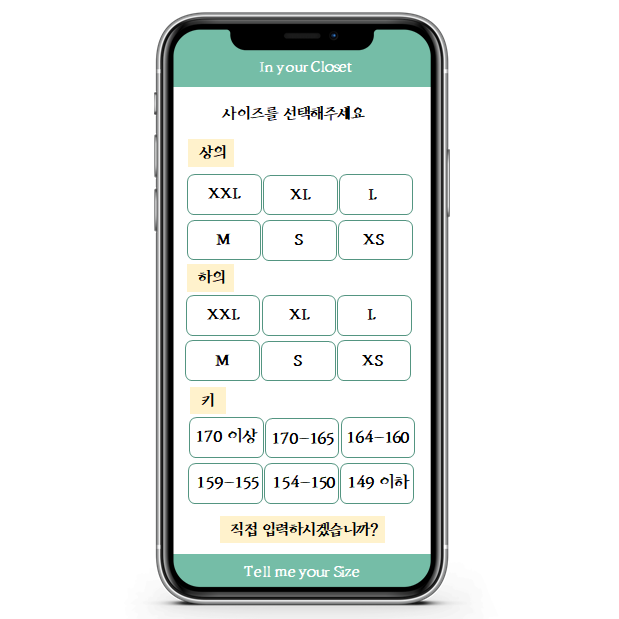 In your Closet
사이즈를 선택해주세요
상의
XXL XL L
M S XS
하의
XXL XL L
M S XS
키
170 이상 170-165 164-160
159-155 154-150 149 이하
직접 입력하시겠습니까?
Tell me your Size